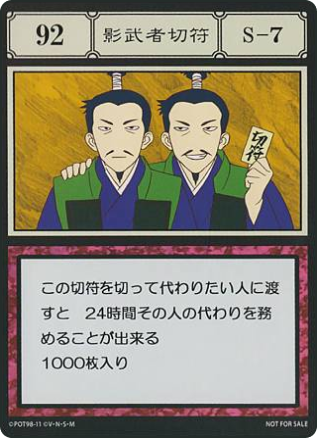 92 影武者切符 S-7
切符
この切符を切って代わりたい人に渡
すと 24時間その人の代わりを務
めることが出来る
1000枚入り
©POT98-11 ©V・N・S・M NOT FOR SALE